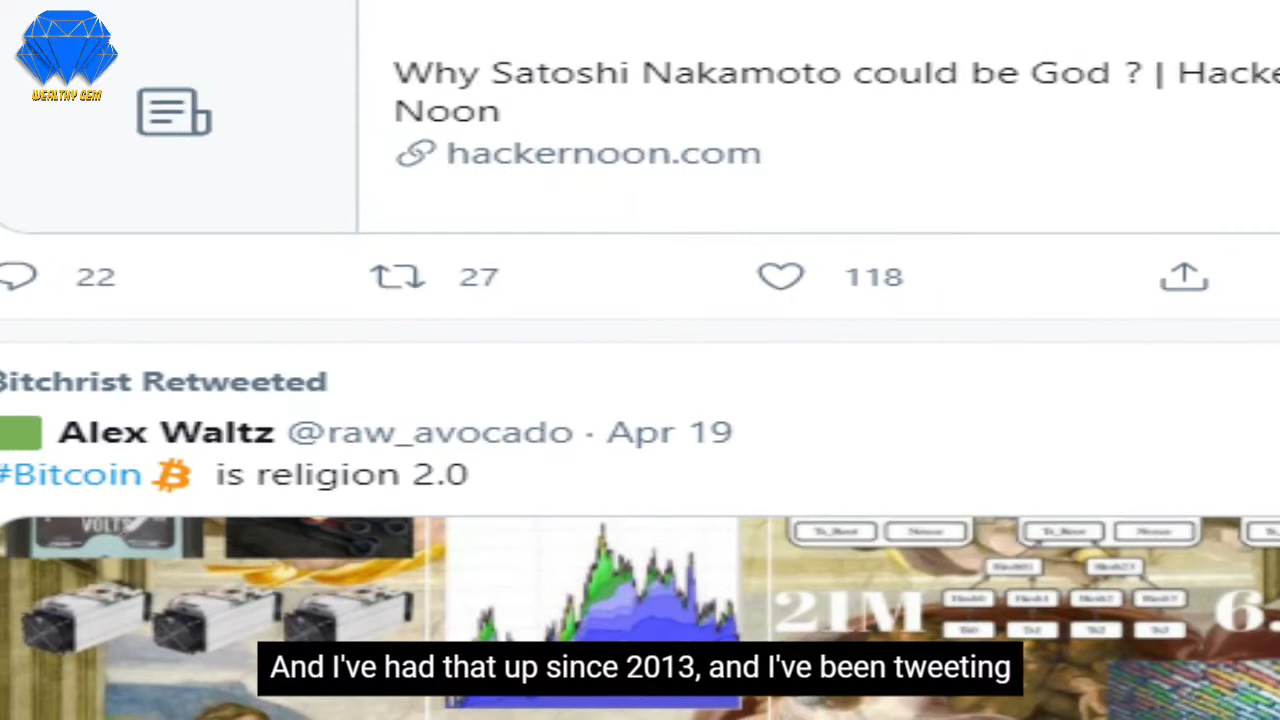 WEALTHY GEM
Why Satoshi Nakamoto could be God ? | Hacke
Noon
hackernoon.com
22 27 118
Bitchrist Retweeted
Alex Waltz @raw_avocado · Apr 19
#Bitcoin is religion 2.0
VOLTS
21M
And I've had that up since 2013, and I've been tweeting